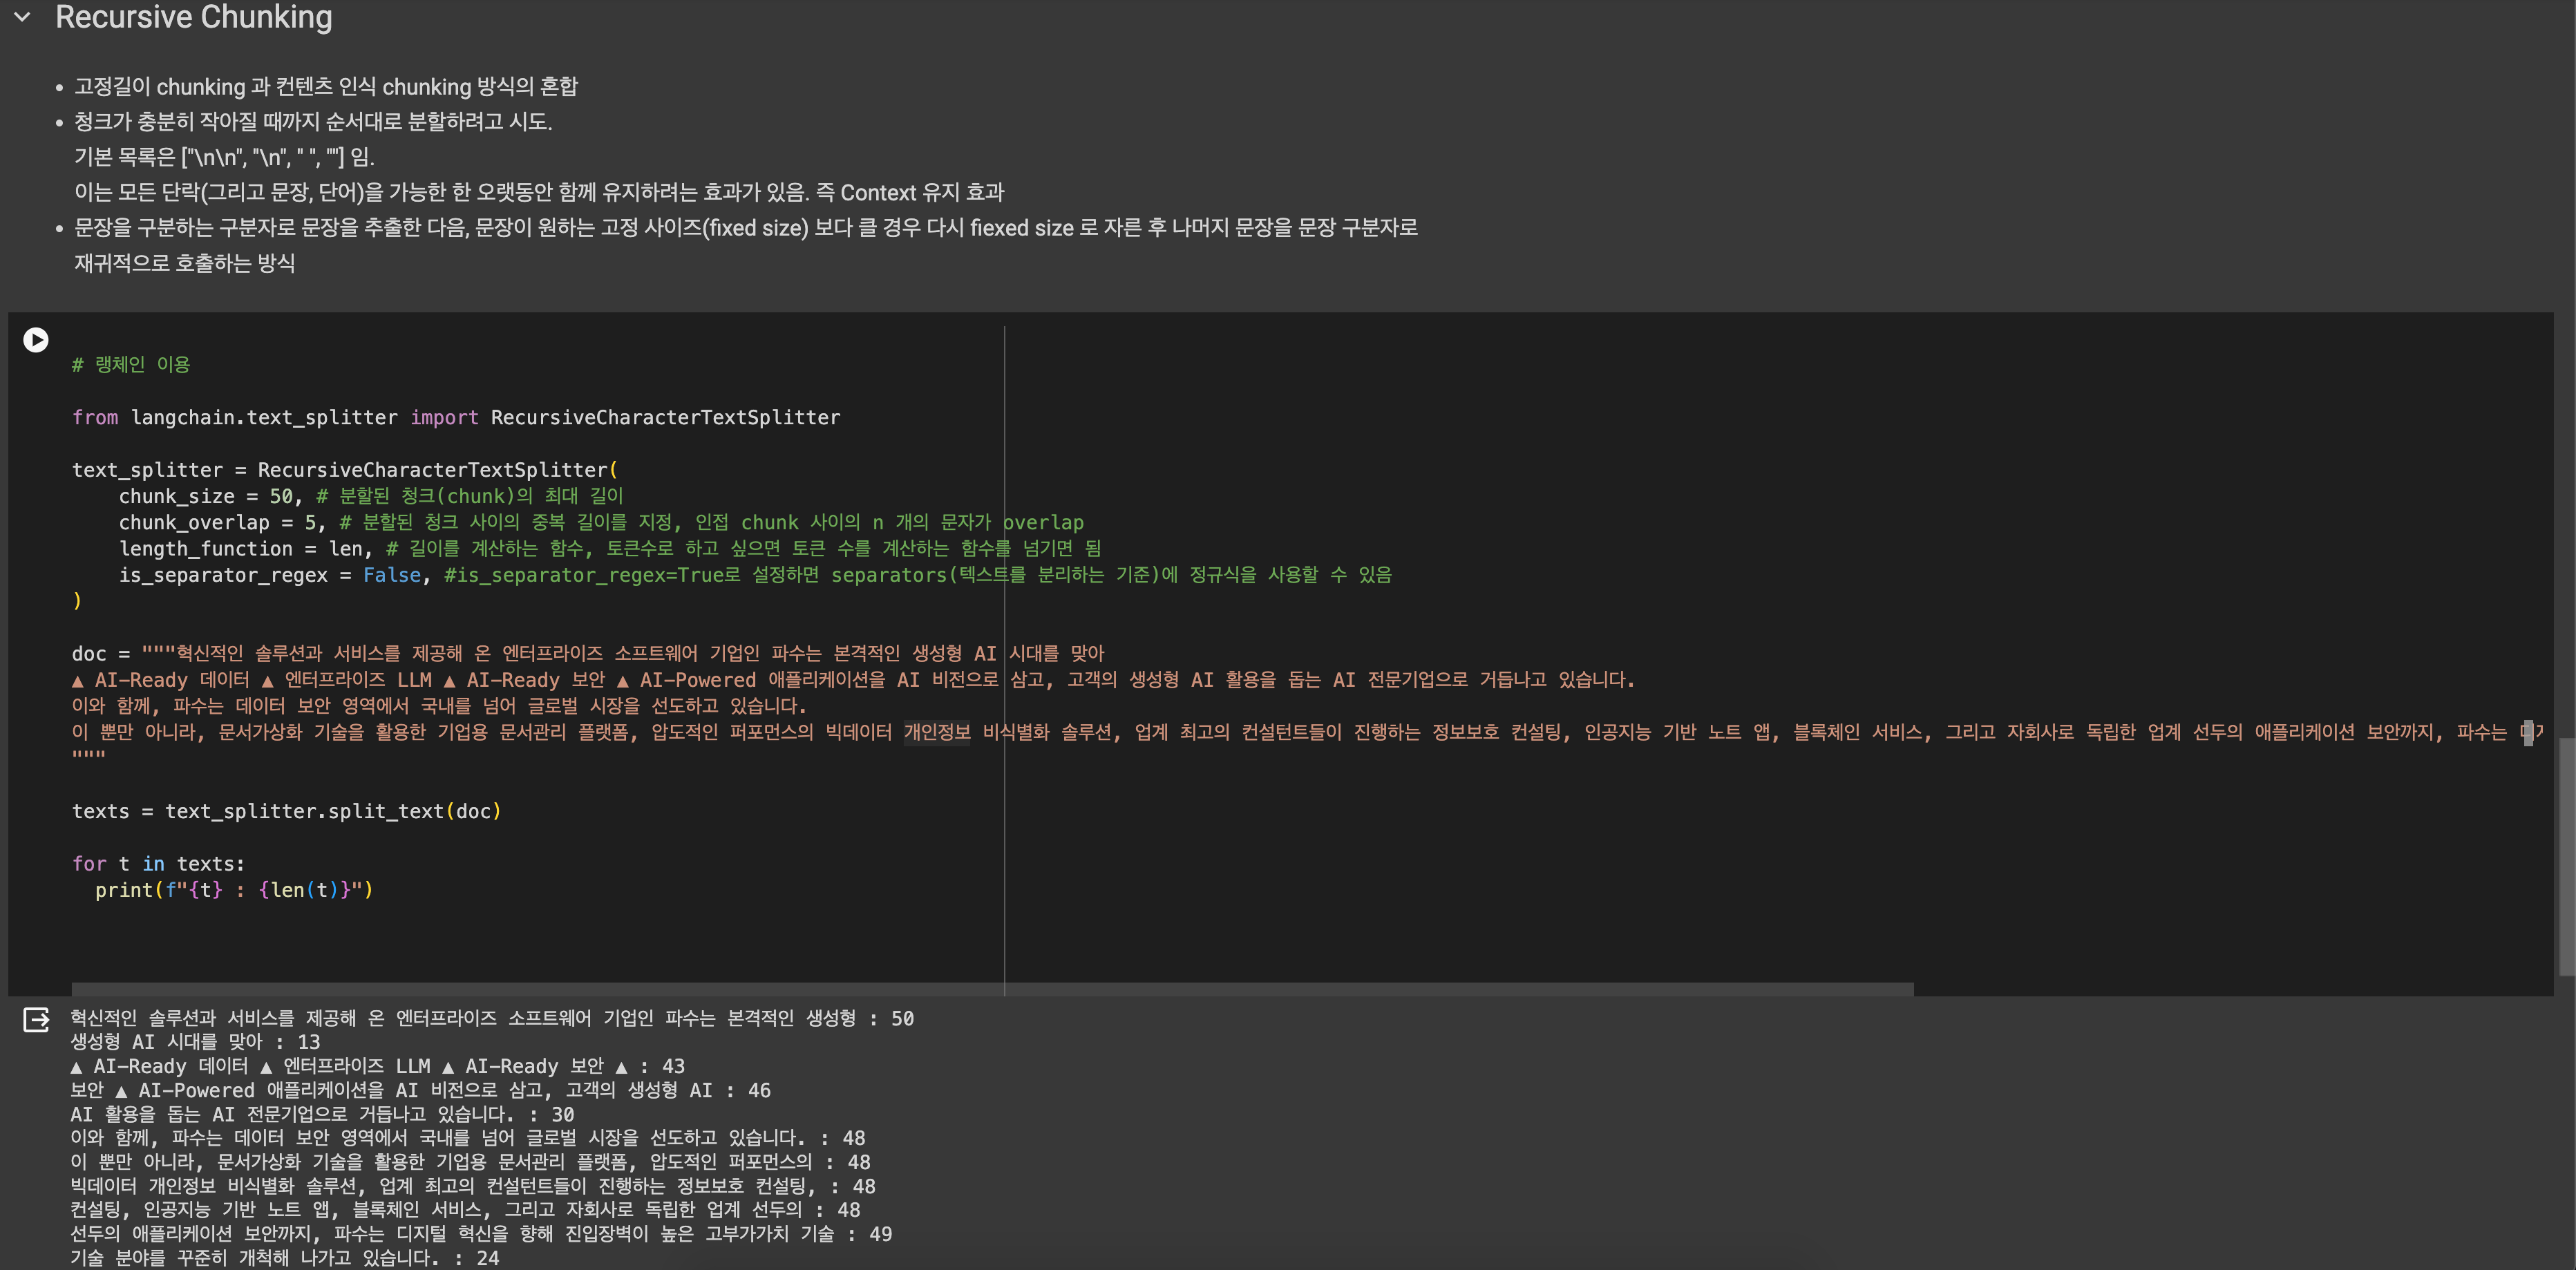 Recursive Chunking
• 고정길이 chunking 과 컨텐츠 인식 chunking 방식의 혼합
• 청크가 충분히 작아질 때까지 순서대로 분할하려고 시도.
기본 목록은 ["\n\n", "\n", " ", ""] 임.
이는 모든 단락(그리고 문장, 단어)을 가능한 한 오랫동안 함께 유지하려는 효과가 있음. 즉 Context 유지 효과
• 문장을 구분하는 구분자로 문장을 추출한 다음, 문장이 원하는 고정 사이즈(fixed size) 보다 클 경우 다시 fiexed size 로 자른 후 나머지 문장을 문장 구분자로
재귀적으로 호출하는 방식
# 랭체인 이용
from langchain.text_splitter import RecursiveCharacterTextSplitter
text_splitter = RecursiveCharacterTextSplitter(
    chunk_size = 50, # 분할된 청크(chunk)의 최대 길이
    chunk_overlap = 5, # 분할된 청크 사이의 중복 길이를 지정, 인접 chunk 사이의 n 개의 문자가 overlap
    length_function = len, # 길이를 계산하는 함수, 토큰수로 하고 싶으면 토큰 수를 계산하는 함수를 넘기면 됨
    is_separator_regex = False, #is_separator_regex=True로 설정하면 separators(텍스트를 분리하는 기준)에 정규식을 사용할 수 있음
)
doc = """혁신적인 솔루션과 서비스를 제공해 온 엔터프라이즈 소프트웨어 기업인 파수는 본격적인 생성형 AI 시대를 맞아
▲ AI-Ready 데이터 ▲ 엔터프라이즈 LLM ▲ AI-Ready 보안 ▲ AI-Powered 애플리케이션을 AI 비전으로 삼고, 고객의 생성형 AI 활용을 돕는 AI 전문기업으로 거듭나고 있습니다.
이와 함께, 파수는 데이터 보안 영역에서 국내를 넘어 글로벌 시장을 선도하고 있습니다.
이 뿐만 아니라, 문서가상화 기술을 활용한 기업용 문서관리 플랫폼, 압도적인 퍼포먼스의 빅데이터 개인정보 비식별화 솔루션, 업계 최고의 컨설턴트들이 진행하는 정보보호 컨설팅, 인공지능 기반 노트 앱, 블록체인 서비스, 그리고 자회사로 독립한 업계 선두의 애플리케이션 보안까지, 파수는
"""
texts = text_splitter.split_text(doc)
for t in texts:
  print(f"{t} : {len(t)}")
혁신적인 솔루션과 서비스를 제공해 온 엔터프라이즈 소프트웨어 기업인 파수는 본격적인 생성형 : 50
생성형 AI 시대를 맞아 : 13
▲ AI-Ready 데이터 ▲ 엔터프라이즈 LLM ▲ AI-Ready 보안 ▲ : 43
보안 ▲ AI-Powered 애플리케이션을 AI 비전으로 삼고, 고객의 생성형 AI : 46
AI 활용을 돕는 AI 전문기업으로 거듭나고 있습니다. : 30
이와 함께, 파수는 데이터 보안 영역에서 국내를 넘어 글로벌 시장을 선도하고 있습니다. : 48
이 뿐만 아니라, 문서가상화 기술을 활용한 기업용 문서관리 플랫폼, 압도적인 퍼포먼스의 : 48
빅데이터 개인정보 비식별화 솔루션, 업계 최고의 컨설턴트들이 진행하는 정보보호 컨설팅, : 48
컨설팅, 인공지능 기반 노트 앱, 블록체인 서비스, 그리고 자회사로 독립한 업계 선두의 : 48
선두의 애플리케이션 보안까지, 파수는 디지털 혁신을 향해 진입장벽이 높은 고부가가치 기술 : 49
기술 분야를 꾸준히 개척해 나가고 있습니다. : 24